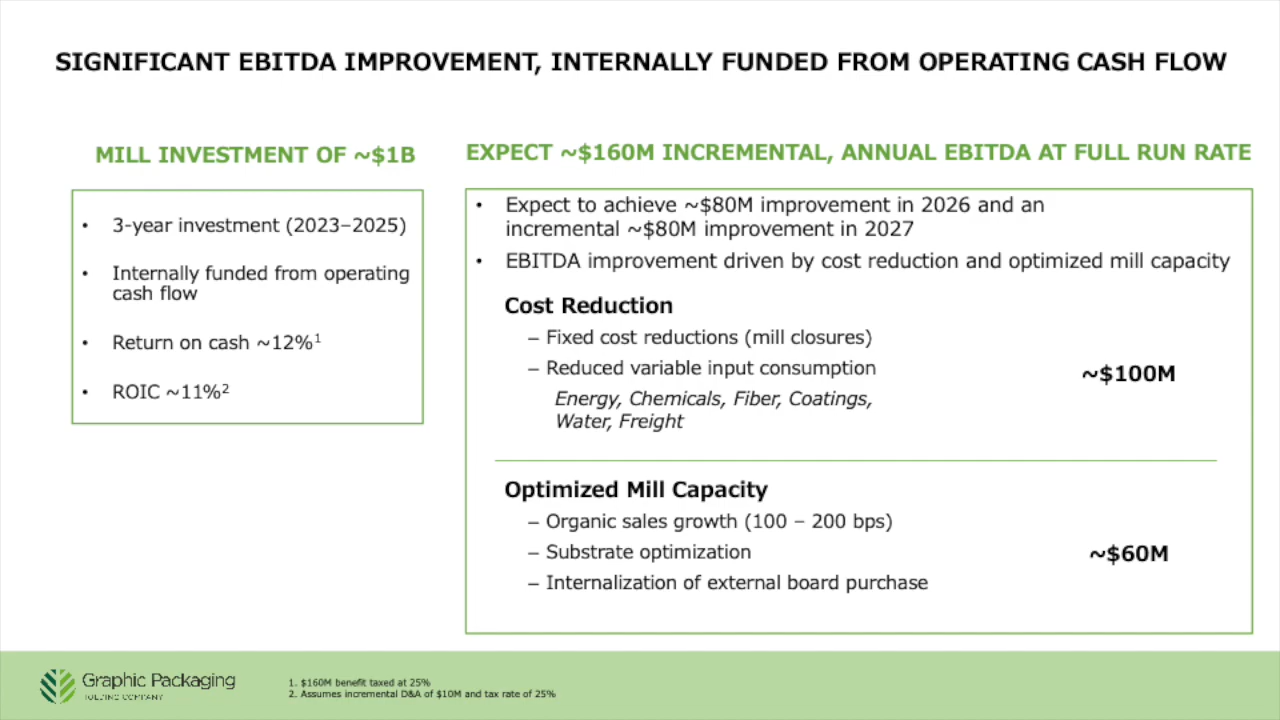 SIGNIFICANT EBITDA IMPROVEMENT, INTERNALLY FUNDED FROM OPERATING CASH FLOW
MILL INVESTMENT OF ~$1B
• 3-year investment (2023–2025)
• Internally funded from operating
cash flow
• Return on cash ~12%¹
• ROIC ~11%²
EXPECT ~$160M INCREMENTAL, ANNUAL EBITDA AT FULL RUN RATE
• Expect to achieve ~$80M improvement in 2026 and an
incremental ~$80M improvement in 2027
• EBITDA improvement driven by cost reduction and optimized mill capacity
Cost Reduction
– Fixed cost reductions (mill closures)
– Reduced variable input consumption
Energy, Chemicals, Fiber, Coatings,
Water, Freight
~$100M
Optimized Mill Capacity
– Organic sales growth (100 – 200 bps)
– Substrate optimization
– Internalization of external board purchase
~$60M
Graphic Packaging
HOLDING COMPANY
1. $160M benefit taxed at 25%
2. Assumes incremental D&A of $10M and tax rate of 25%